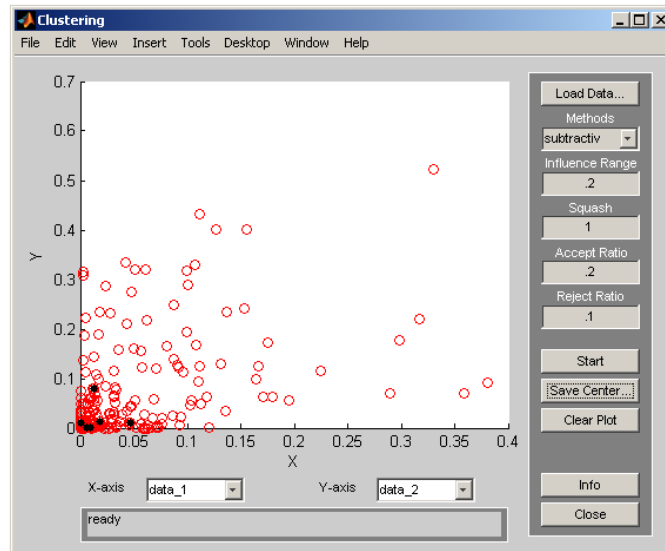 Clustering
File Edit View Insert Tools Desktop Window Help
0.7
0.6
0.5
0.4
0.3
0.2
0.1
0
Y
0 0.05 0.1 0.15 0.2 0.25 0.3 0.35 0.4
X
X-axis data_1 Y-axis data_2
ready
Load Data...
Methods
subtractiv
Influence Range
.2
Squash
1
Accept Ratio
.2
Reject Ratio
.1
Start
Save Center...
Clear Plot
Info
Close